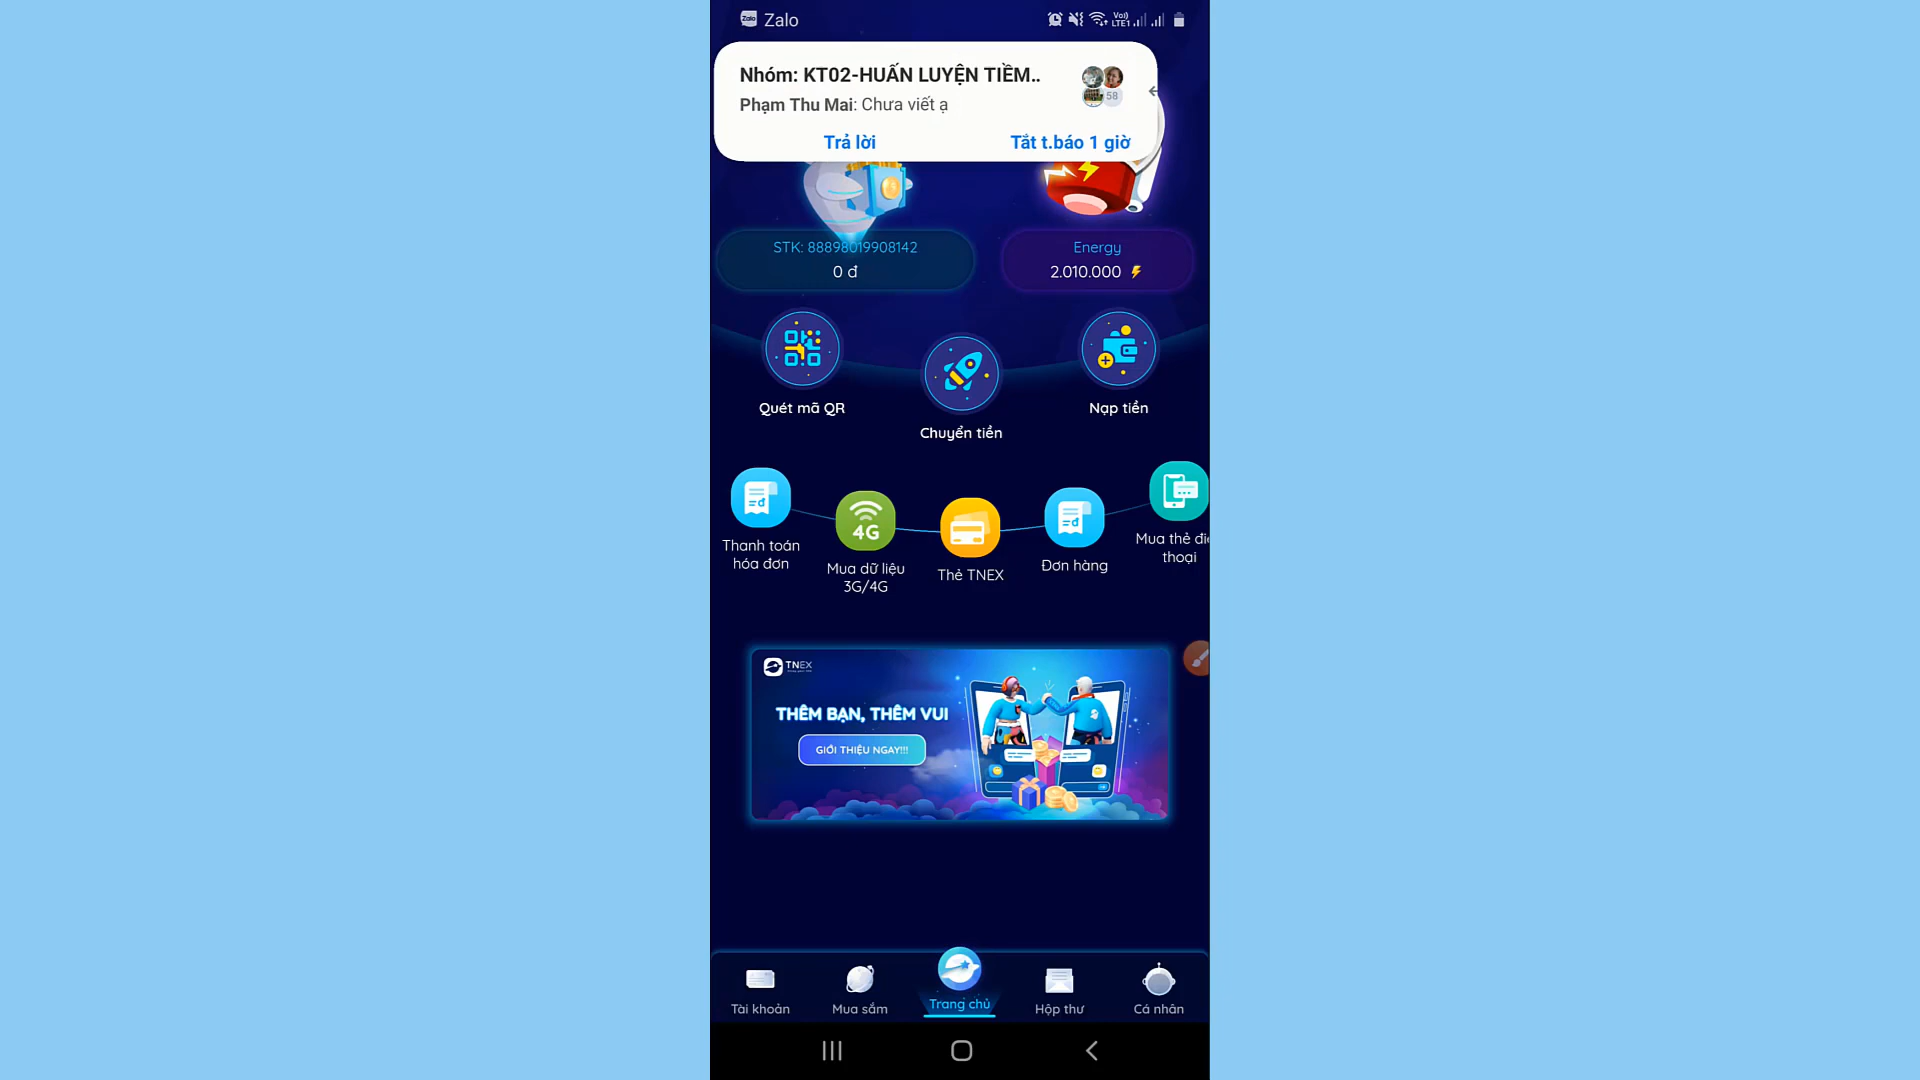 Zalo
Nhóm: KT02-HUẤN LUYỆN TIỀM..
58
Phạm Thu Mai: Chưa viết ạ
Trả lời
Tắt t.báo 1 giờ
STK: 88898019908142
0 đ
Energy
2.010.000
Quét mã QR
Chuyển tiền
Nạp tiền
Thanh toán
hóa đơn
4G
Mua dữ liệu
3G/4G
Thẻ TNEX
Đơn hàng
Mua thẻ điệ
thoại
TNEX
THÊM BẠN, THÊM VUI
GIỚI THIỆU NGAY!!!
Tài khoản
Mua sắm
Trang chủ
Hộp thư
Cá nhân